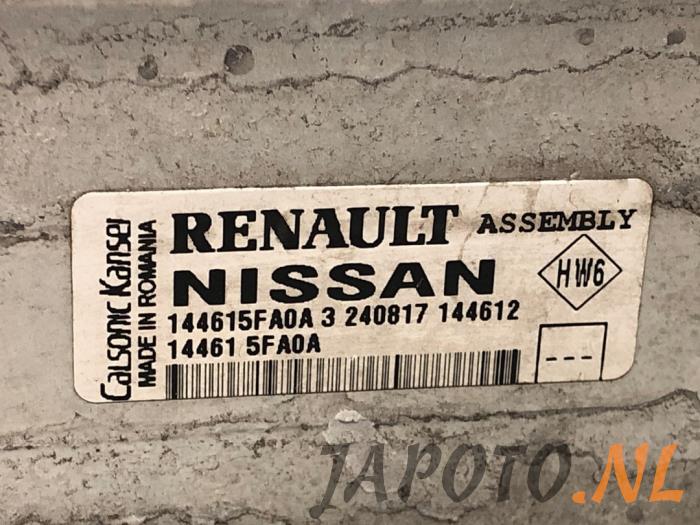 Calsonic Kansei
MADE IN ROMANIA
RENAULT ASSEMBLY
NISSAN
HW6
144615FA0A 3 240817 144612
14461 5FA0A
---
JAPOTO.NL